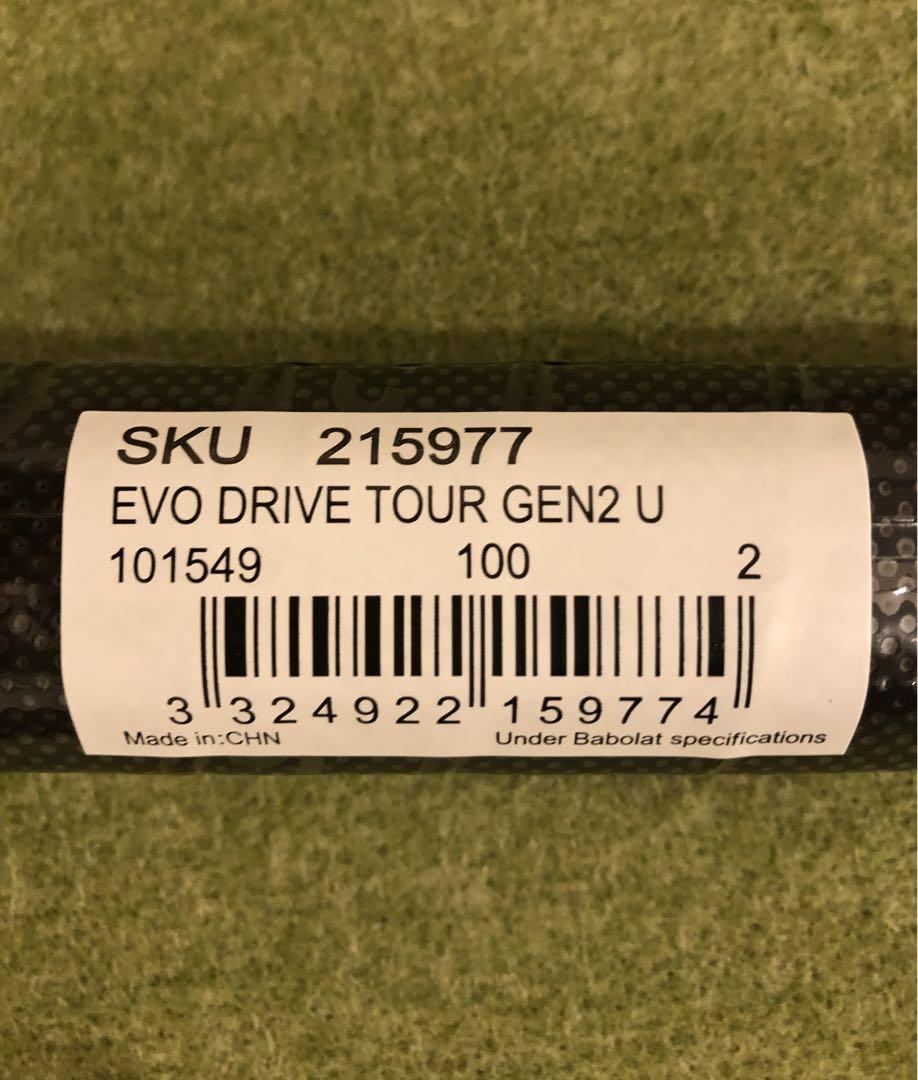 SKU 215977
EVO DRIVE TOUR GEN2 U
101549 100 2
3 324922 159774
Made in:CHN Under Babolat specifications